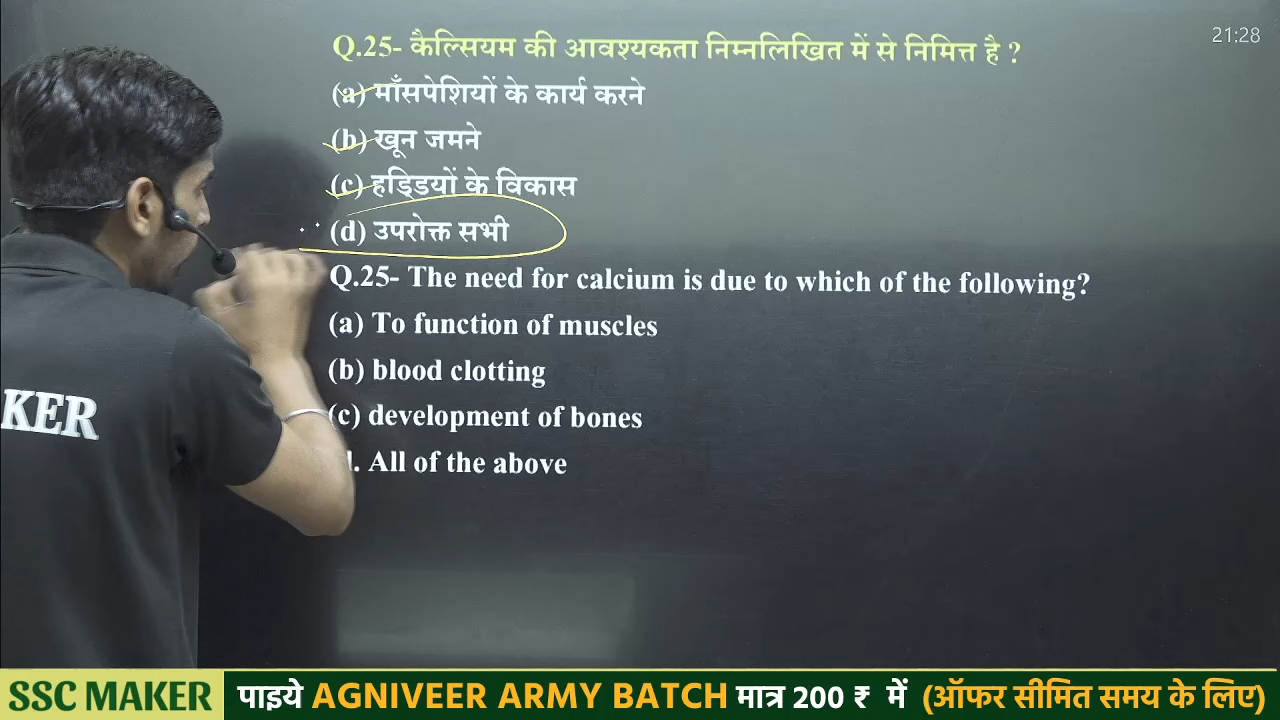 21:28
Q.25- कैल्सियम की आवश्यकता निम्नलिखित में से निमित्त है ?
(a) माँसपेशियों के कार्य करने
(b) खून जमने
(c) हड्डियों के विकास
(d) उपरोक्त सभी
Q.25- The need for calcium is due to which of the following?
(a) To function of muscles
(b) blood clotting
(c) development of bones
. All of the above
KER
SSC MAKER पाइये AGNIVEER ARMY BATCH मात्र 200 ₹ में (ऑफर सीमित समय के लिए)